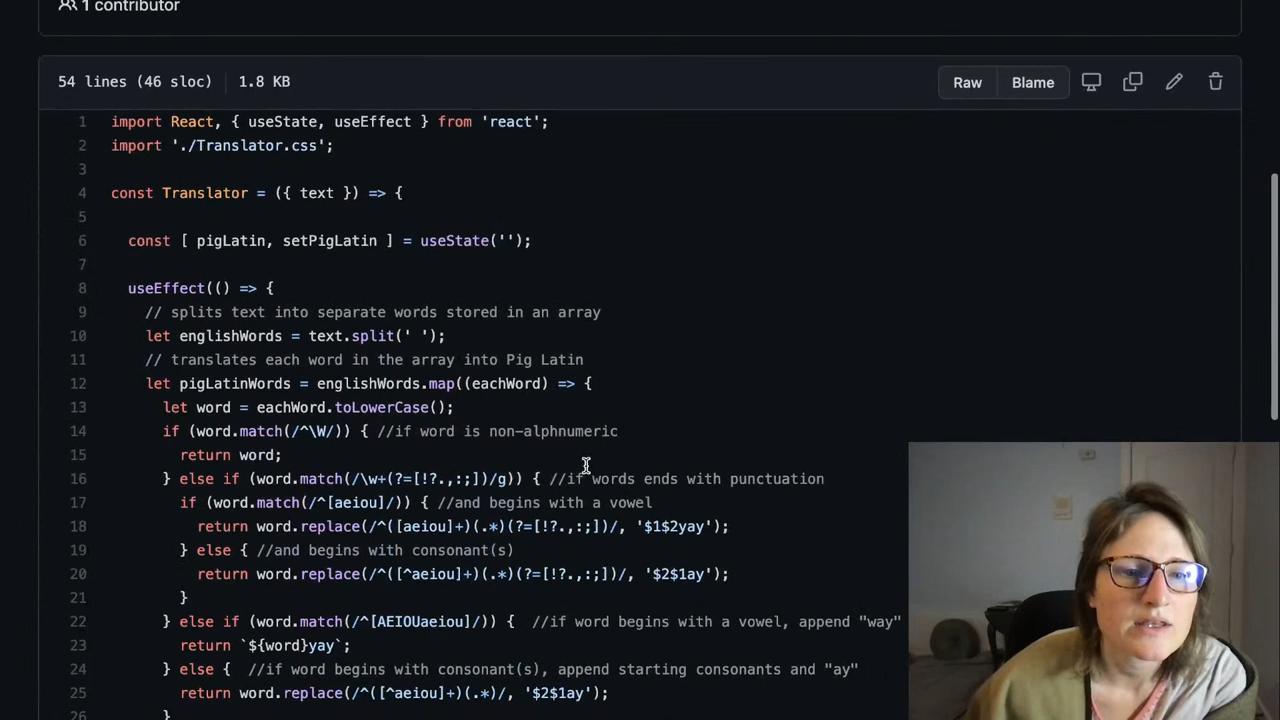 1 contributor
54 lines (46 sloc) 1.8 KB Raw Blame
1 import React, { useState, useEffect } from 'react';
2 import './Translator.css';
3
4 const Translator = ({ text }) => {
5
6 const [ pigLatin, setPigLatin ] = useState('');
7
8 useEffect(() => {
9 // splits text into separate words stored in an array
10 let englishWords = text.split(' ');
11 // translates each word in the array into Pig Latin
12 let pigLatinWords = englishWords.map((eachWord) => {
13 let word = eachWord.toLowerCase();
14 if (word.match(/^\W/)) { //if word is non-alphnumeric
15 return word;
16 } else if (word.match(/\w+(?=[!?.,:;])/g)) { //if words ends with punctuation
17 if (word.match(/^[aeiou]/)) { //and begins with a vowel
18 return word.replace(/^([aeiou]+)(.*)(?=[!?.,:;])/, '$1$2yay');
19 } else { //and begins with consonant(s)
20 return word.replace(/^([^aeiou]+)(.*)(?=[!?.,:;])/, '$2$1ay');
21 }
22 } else if (word.match(/^[AEIOUaeiou]/)) { //if word begins with a vowel, append "way"
23 return `${word}yay`;
24 } else { //if word begins with consonant(s), append starting consonants and "ay"
25 return word.replace(/^([^aeiou]+)(.*)/, '$2$1ay');
26 }